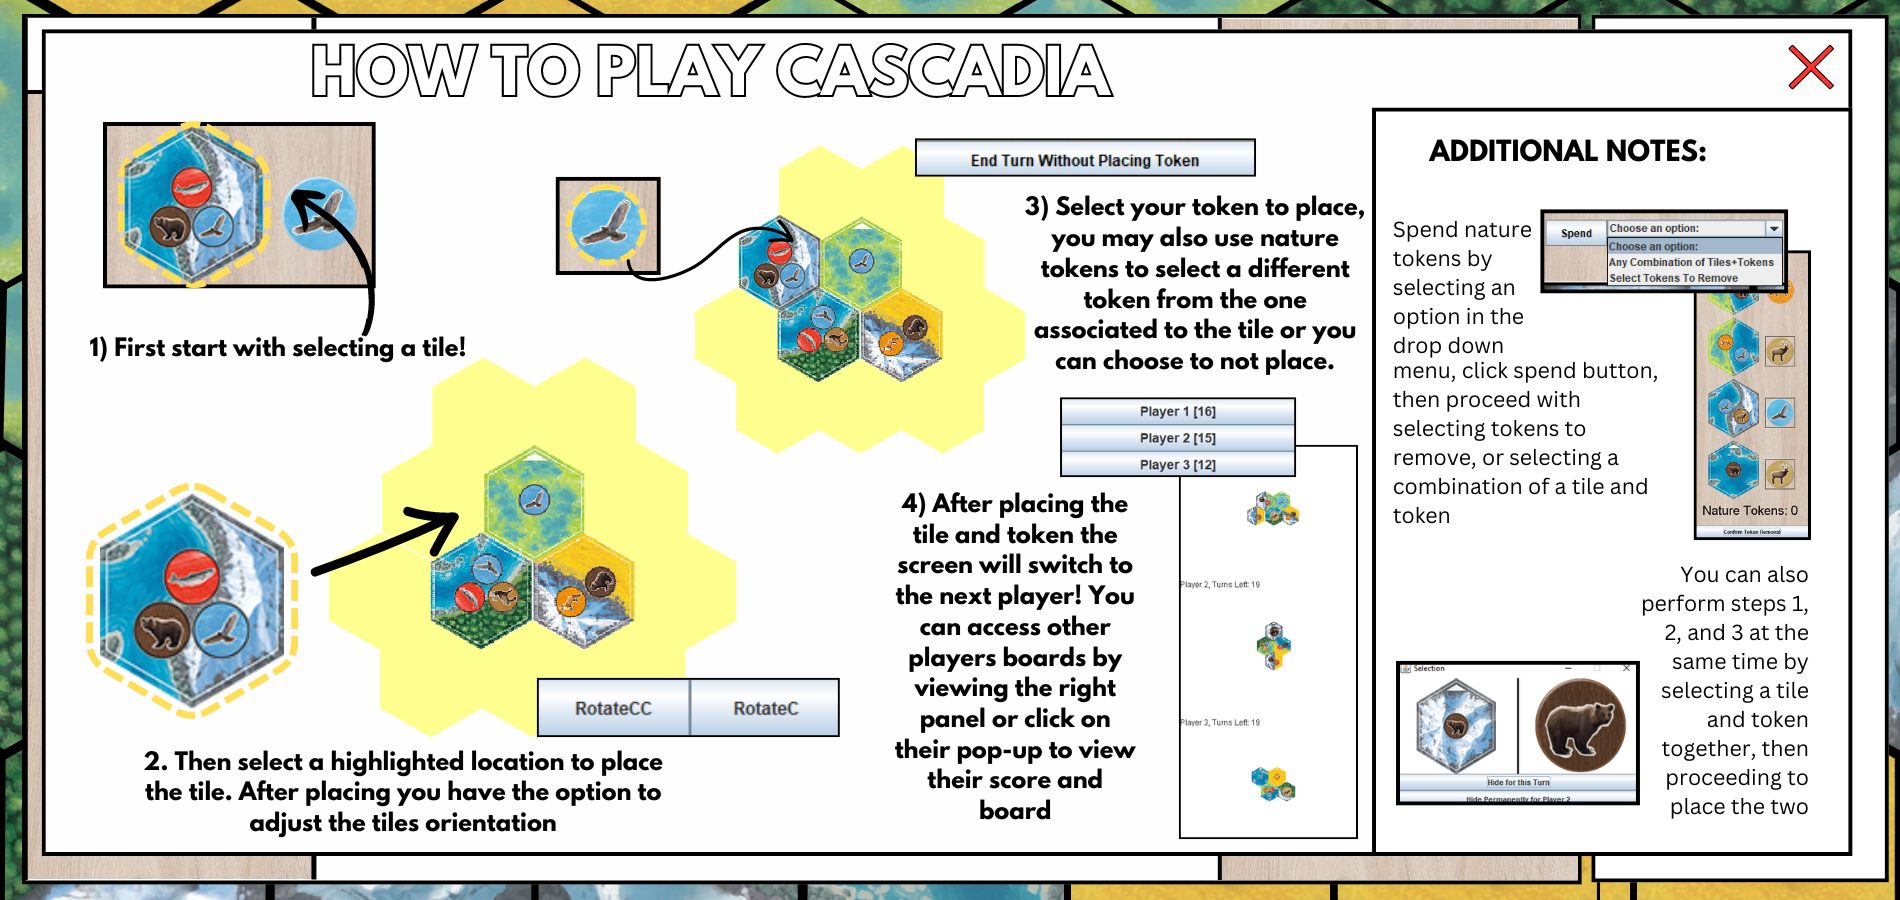 HOW TO PLAY CASCADIA
1) First start with selecting a tile!
2. Then select a highlighted location to place
the tile. After placing you have the option to
adjust the tiles orientation
RotateCC
RotateC
End Turn Without Placing Token
3) Select your token to place,
you may also use nature
tokens to select a different
token from the one
associated to the tile or you
can choose to not place.
Player 1 [16]
Player 2 [15]
Player 3 [12]
4) After placing the
tile and token the
screen will switch to
the next player! You
can access other
players boards by
viewing the right
panel or click on
their pop-up to view
their score and
board
Player 2, Turns Left: 19
Player 3, Turns Left: 19
ADDITIONAL NOTES:
Spend nature
tokens by
selecting an
option in the
drop down
menu, click spend button,
then proceed with
selecting tokens to
remove, or selecting a
combination of a tile and
token
Spend
Choose an option:
Choose an option:
Any Combination of Tiles+Tokens
Select Tokens To Remove
Nature Tokens: 0
Confirm Token Removal
You can also
perform steps 1,
2, and 3 at the
same time by
selecting a tile
and token
together, then
proceeding to
place the two
Selection
Hide for this Turn
Hide Permanently for Player 2